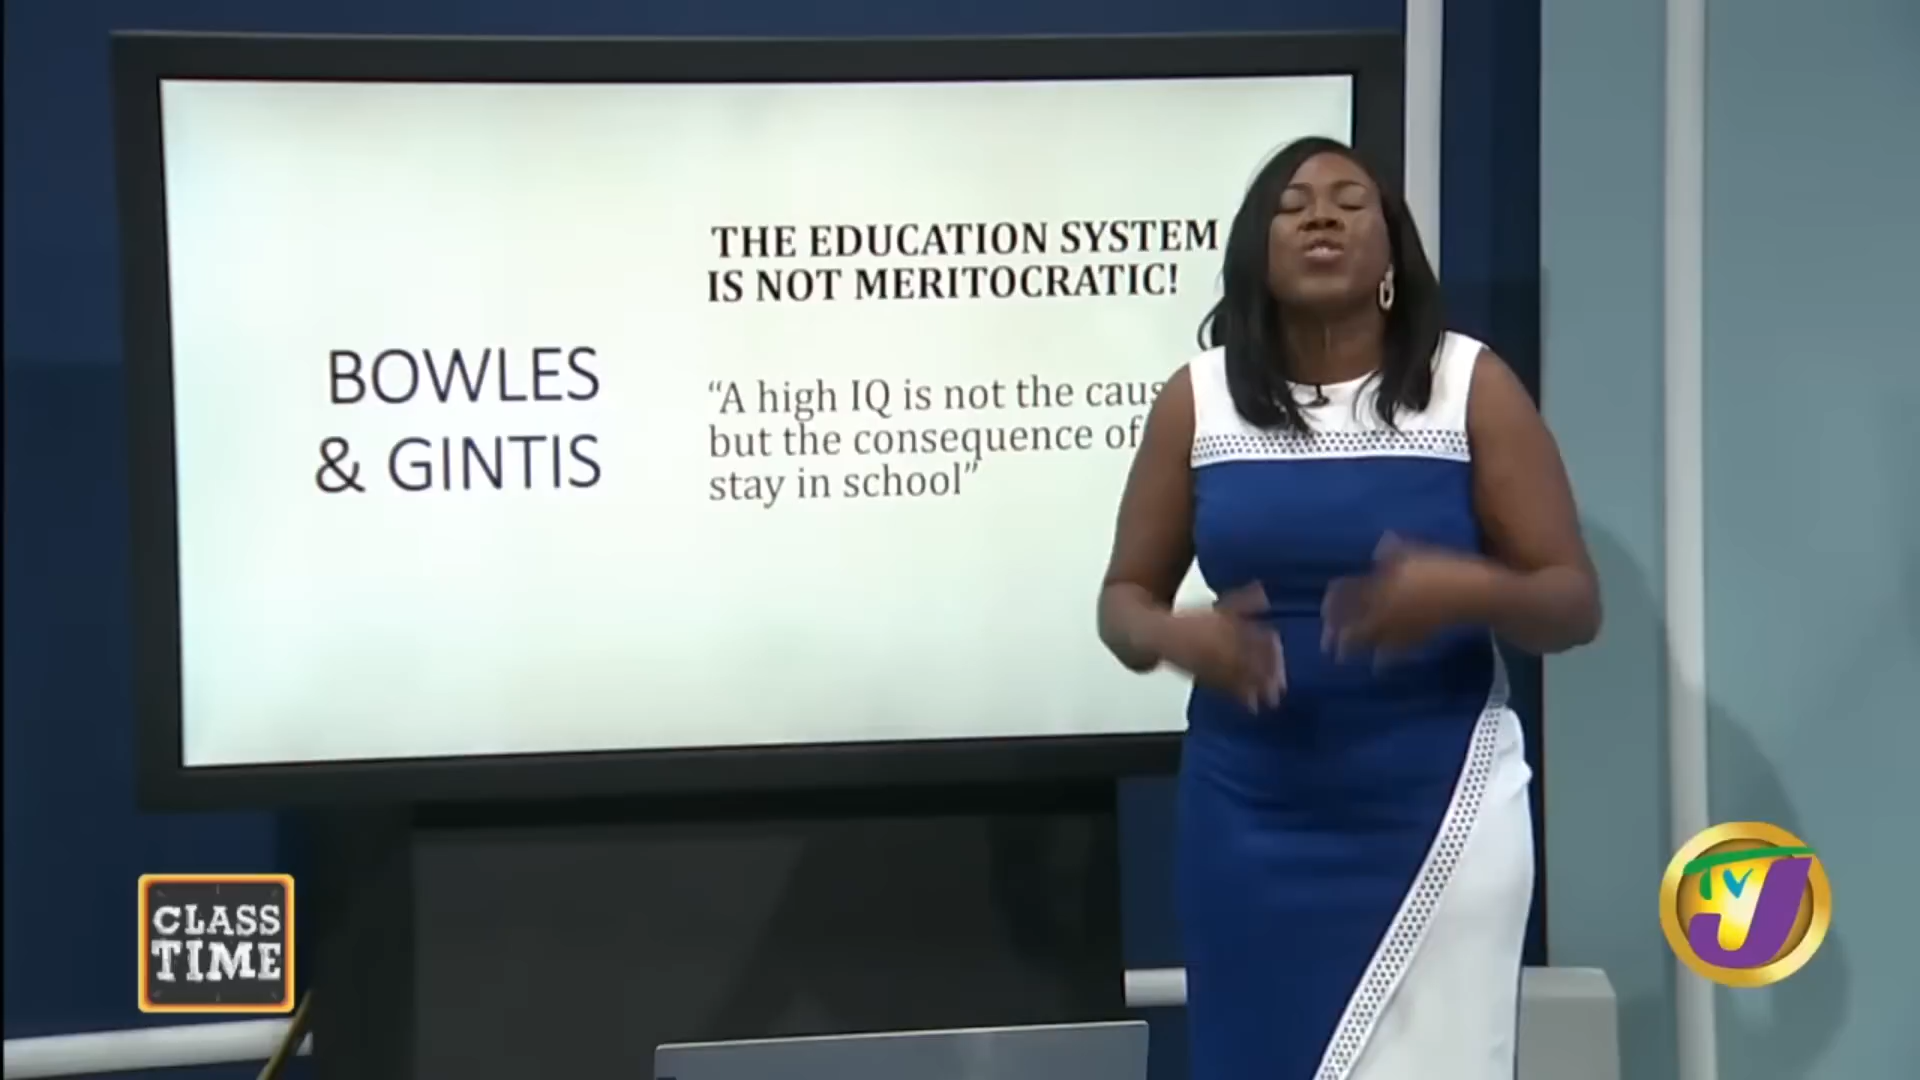 BOWLES
& GINTIS
THE EDUCATION SYSTEM
IS NOT MERITOCRATIC!
“A high IQ is not the
but the consequence of
stay in school”
CLASS
TIME
TVJ